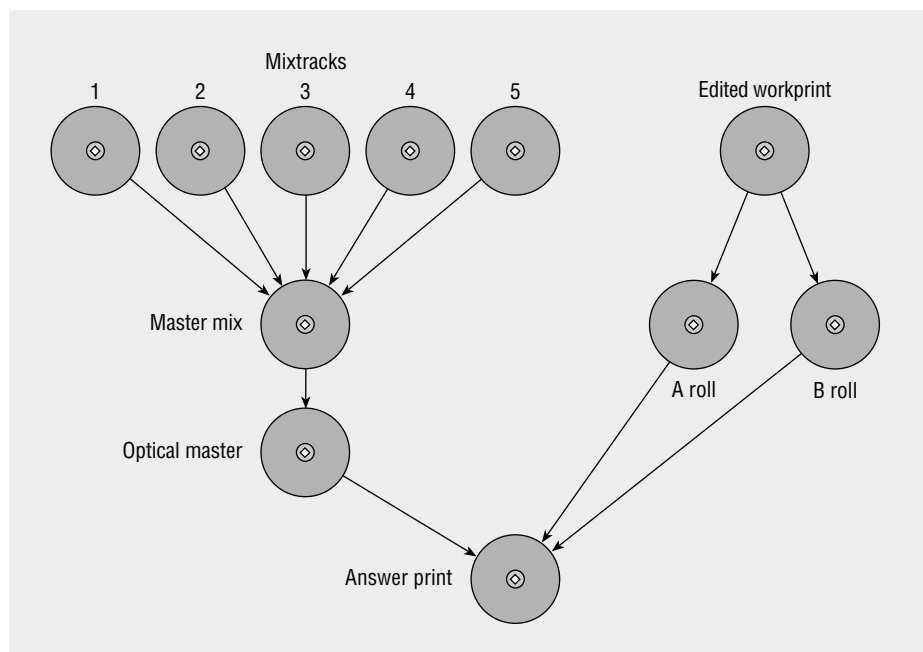 Mixtracks
1 2 3 4 5
Edited workprint
Master mix
A roll
B roll
Optical master
Answer print